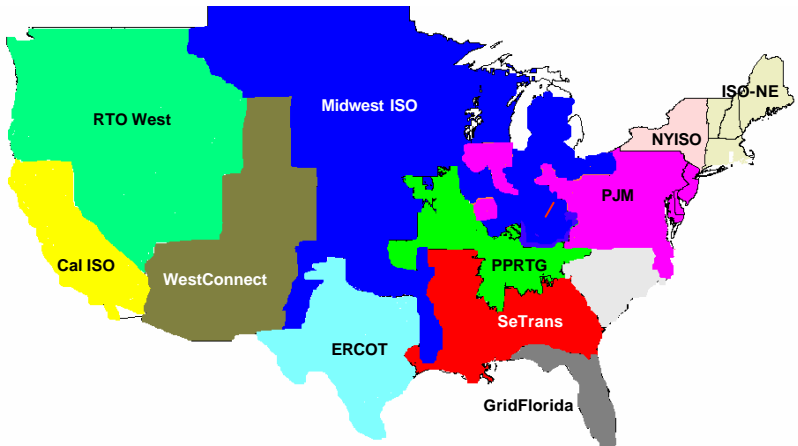 ISO-NE
Midwest ISO
RTO West
NYISO
PJM
Cal ISO
WestConnect
PPRTG
SeTrans
ERCOT
GridFlorida